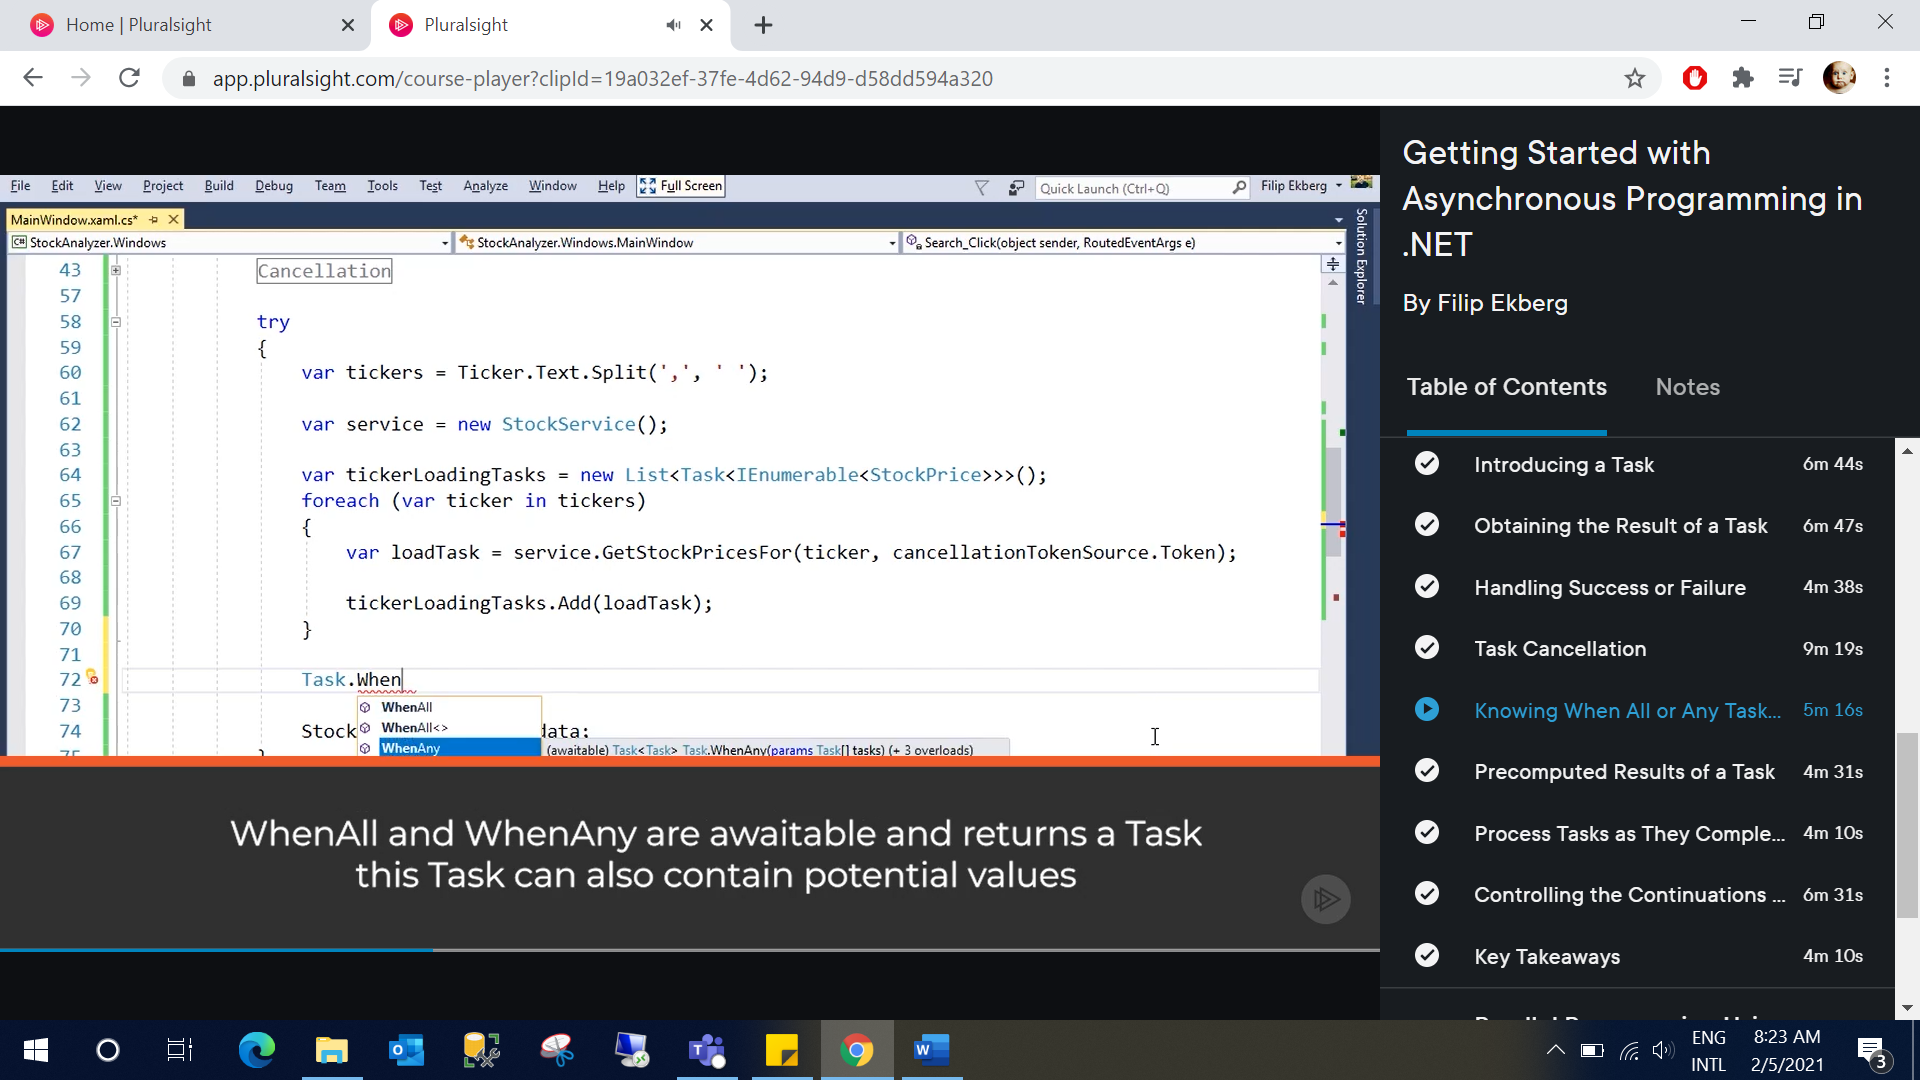 Home | Pluralsight
Pluralsight
app.pluralsight.com/course-player?clipId=19a032ef-37fe-4d62-94d9-d58dd594a320
File Edit View Project Build Debug Team Tools Test Analyze Window Help Full Screen Quick Launch (Ctrl+Q) Filip Ekberg
MainWindow.xaml.cs*
C# StockAnalyzer.Windows StockAnalyzer.Windows.MainWindow Search_Click(object sender, RoutedEventArgs e)
Solution Explorer
43 Cancellation
57
58 try
59 {
60 var tickers = Ticker.Text.Split(',', ' ');
61
62 var service = new StockService();
63
64 var tickerLoadingTasks = new List<Task<IEnumerable<StockPrice>>>();
65 foreach (var ticker in tickers)
66 {
67 var loadTask = service.GetStockPricesFor(ticker, cancellationTokenSource.Token);
68
69 tickerLoadingTasks.Add(loadTask);
70 }
71
72 Task.When
73 WhenAll
WhenAll<>
74 Stock data;
WhenAny (awaitable) Task<Task> Task.WhenAny(params Task[] tasks) (+ 3 overloads)
75 }
WhenAll and WhenAny are awaitable and returns a Task
this Task can also contain potential values
Getting Started with
Asynchronous Programming in
.NET
By Filip Ekberg
Table of Contents Notes
Introducing a Task 6m 44s
Obtaining the Result of a Task 6m 47s
Handling Success or Failure 4m 38s
Task Cancellation 9m 19s
Knowing When All or Any Task... 5m 16s
Precomputed Results of a Task 4m 31s
Process Tasks as They Comple... 4m 10s
Controlling the Continuations ... 6m 31s
Key Takeaways 4m 10s
ENG
INTL
8:23 AM
2/5/2021
3